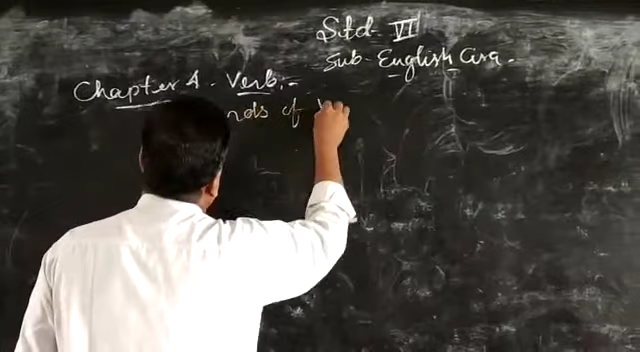 Std - VI
Sub - English Gra.
Chapter 4. Verb. -
nds of V